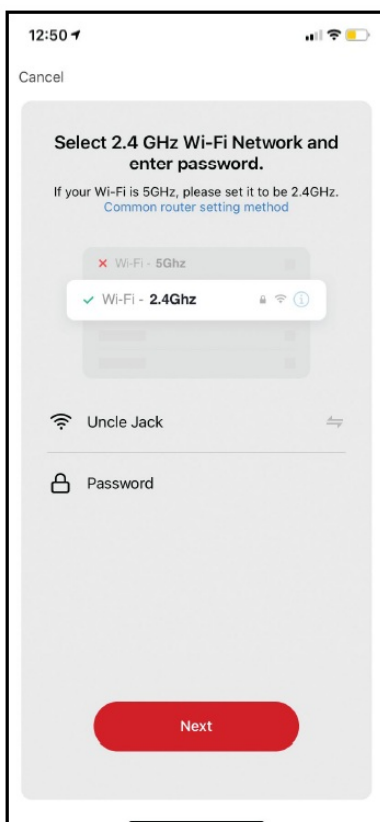 12:50
Cancel
Select 2.4 GHz Wi-Fi Network and
enter password.
If your Wi-Fi is 5GHz, please set it to be 2.4GHz.
Common router setting method
Wi-Fi - 5Ghz
Wi-Fi - 2.4Ghz
Uncle Jack
Password
Next